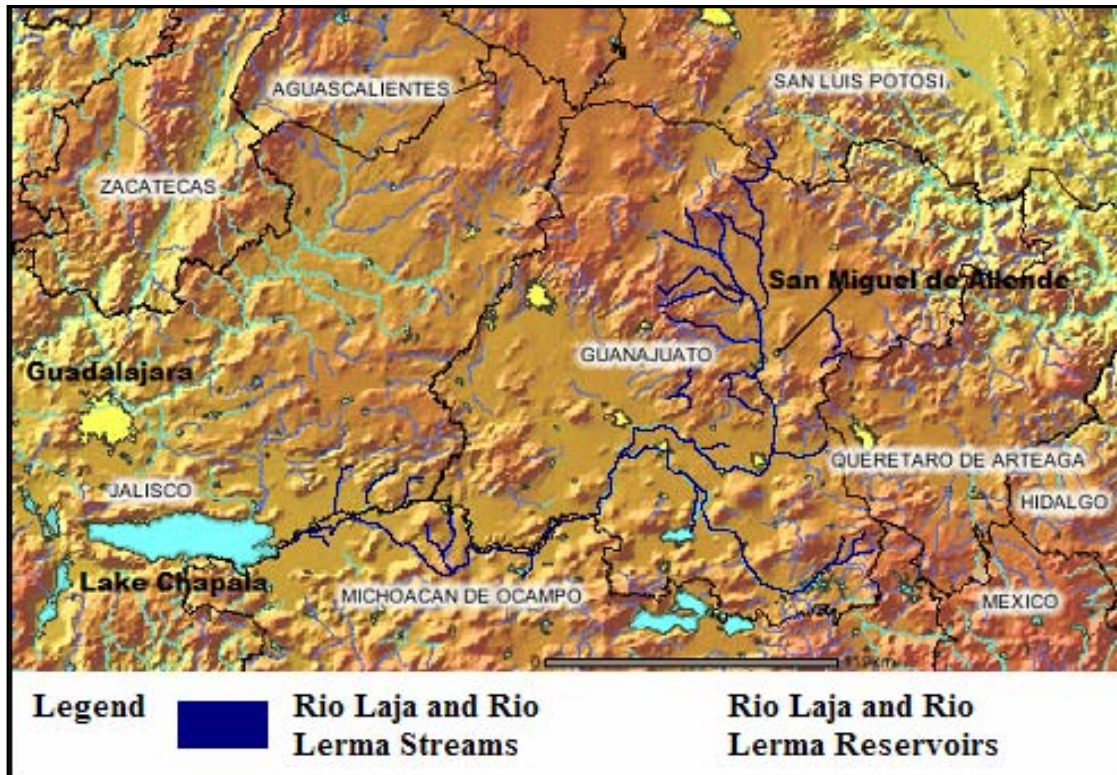 AGUASCALIENTES
SAN LUIS POTOSI
ZACATECAS
San Miguel de Allende
GUANAJUATO
Guadalajara
QUERETARO DE ARTEAGA
JALISCO
HIDALGO
Lake Chapala
MICHOACAN DE OCAMPO
MEXICO
0
Legend
Rio Laja and Rio
Lerma Streams
Rio Laja and Rio
Lerma Reservoirs